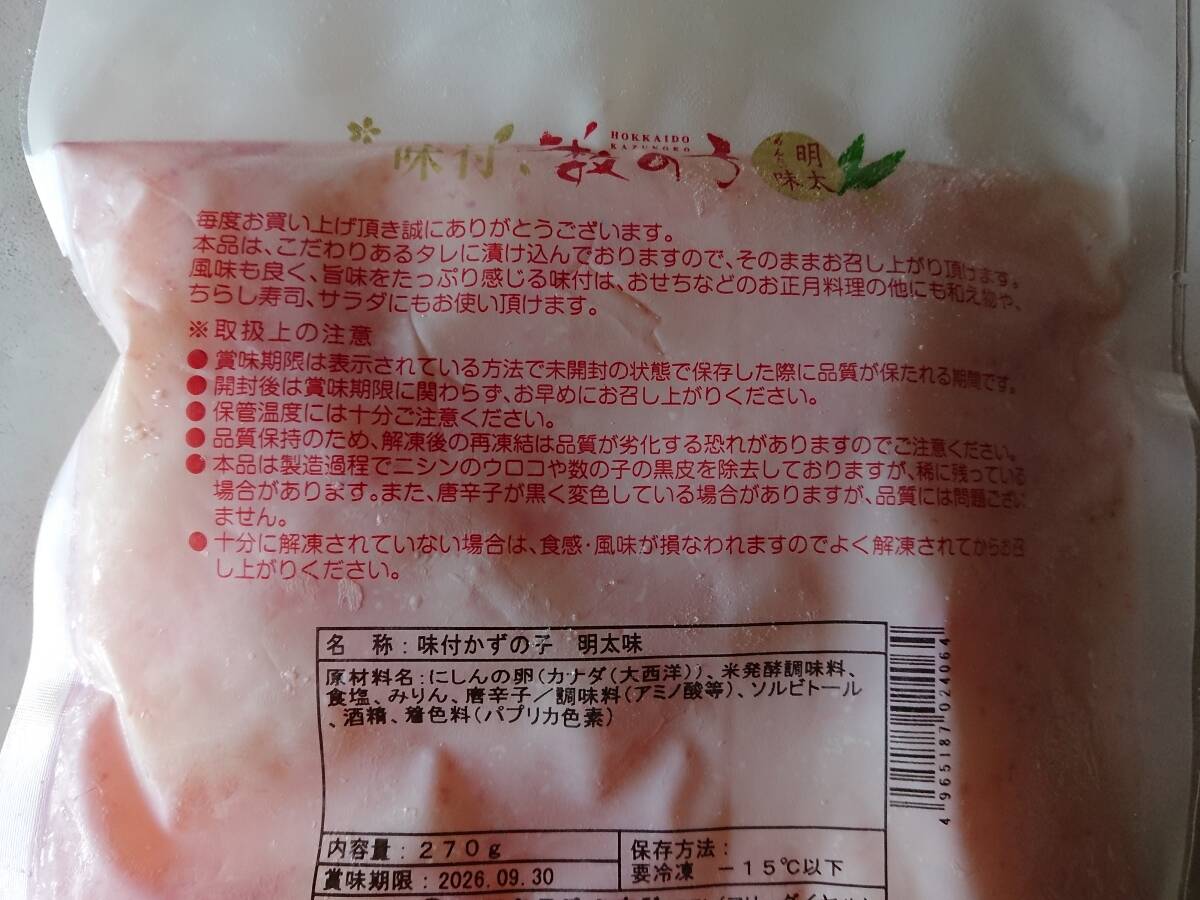 HOKKAIDO
KAZUNOKO
味付、数の子
明太味
めんたい
毎度お買い上げ頂き誠にありがとうございます。
本品は、こだわりあるタレに漬け込んでおりますので、そのままお召し上がり頂けます。
風味も良く、旨味をたっぷり感じる味付は、おせちなどのお正月料理の他にも和え物や、
ちらし寿司、サラダにもお使い頂けます。
※取扱上の注意
●賞味期限は表示されている方法で未開封の状態で保存した際に品質が保たれる期間です。
●開封後は賞味期限に関わらず、お早めにお召し上がりください。
●保管温度には十分ご注意ください。
●品質保持のため、解凍後の再凍結は品質が劣化する恐れがありますのでご注意ください。
●本品は製造過程でニシンのウロコや数の子の黒皮を除去しておりますが、稀に残っている
場合があります。また、唐辛子が黒く変色している場合がありますが、品質には問題ござい
ません。
●十分に解凍されていない場合は、食感・風味が損なわれますのでよく解凍されてからお召
し上がりください。
名 称：味付かずの子 明太味
原材料名：にしんの卵(カナダ(大西洋))、米発酵調味料、
食塩、みりん、唐辛子／調味料(アミノ酸等)、ソルビトール
、酒精、着色料(パプリカ色素)
4965187024064
内容量：２７０ｇ
保存方法：
要冷凍 －１５℃以下
賞味期限：2026.09.30